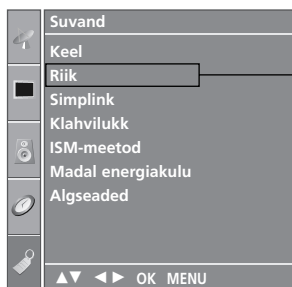 Suvand
Keel
Riik
Simplink
Klahvilukk
ISM-meetod
Madal energiakulu
Algseaded
▲▼ ◄► OK MENU